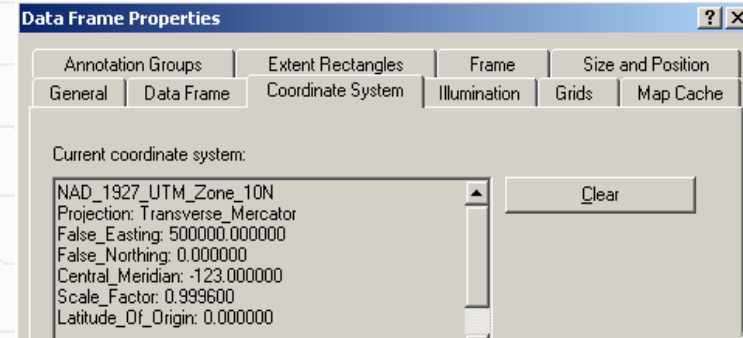 Data Frame Properties
Annotation Groups Extent Rectangles Frame Size and Position
General Data Frame Coordinate System Illumination Grids Map Cache
Current coordinate system:
NAD_1927_UTM_Zone_10N
Projection: Transverse_Mercator
False_Easting: 500000.000000
False_Northing: 0.000000
Central_Meridian: -123.000000
Scale_Factor: 0.999600
Latitude_Of_Origin: 0.000000
Clear